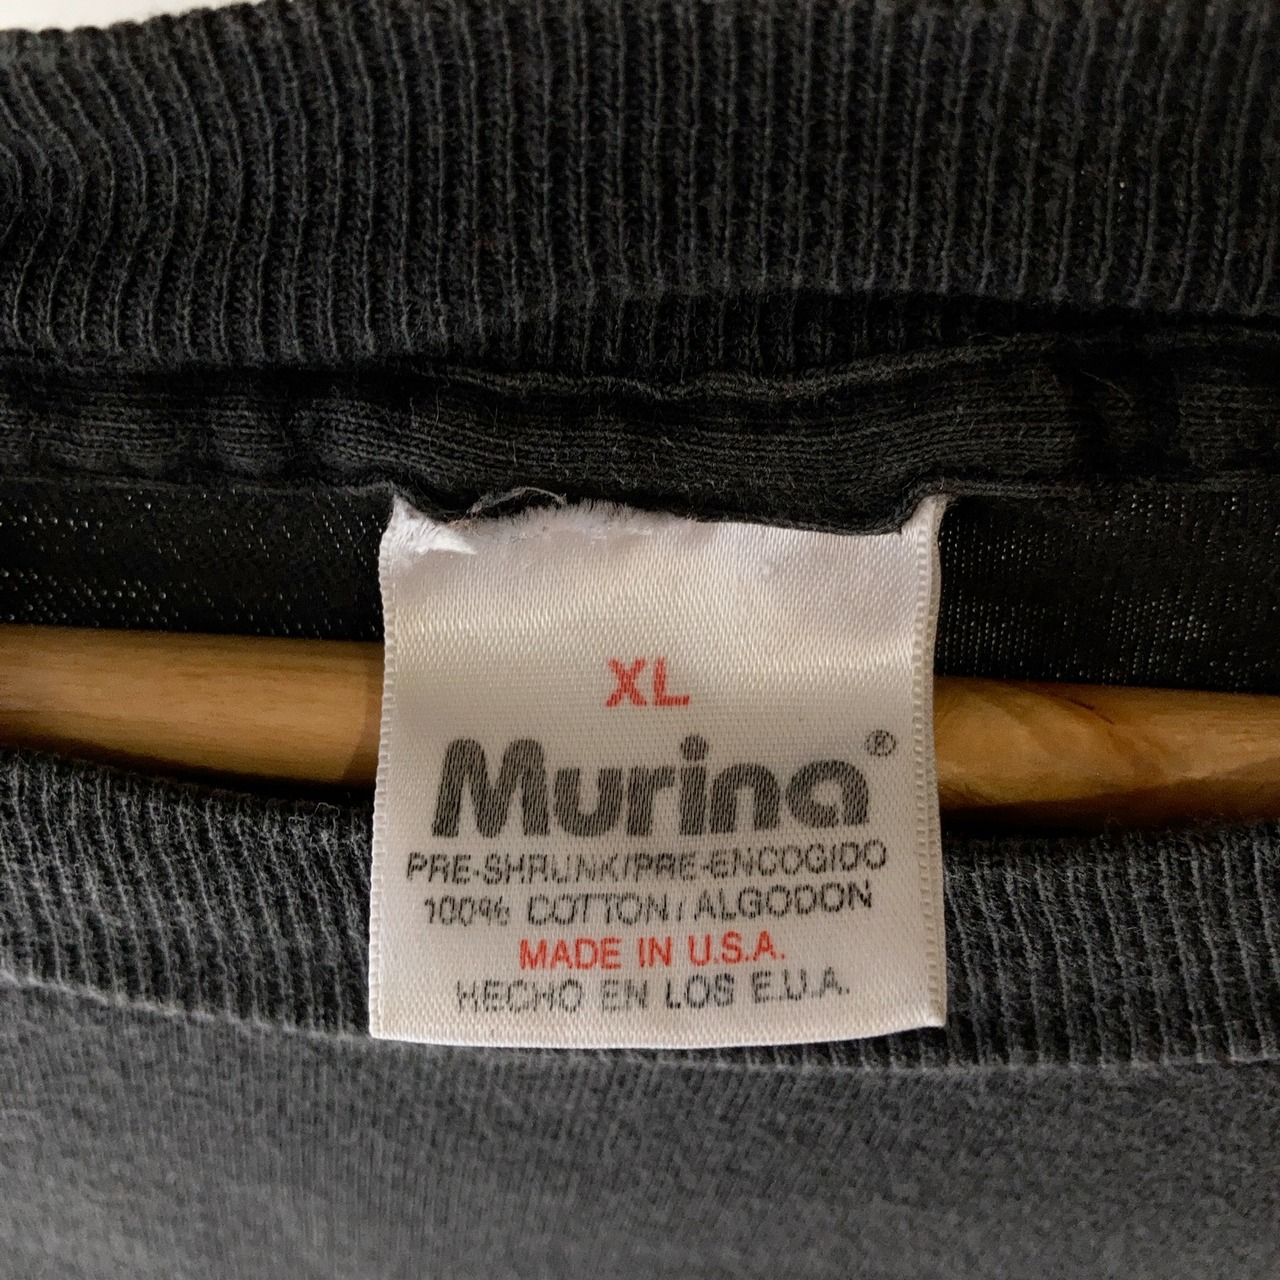 XL
Murina®
PRE-SHRUNK/PRE-ENCOGIDO
100% COTTON/ALGODON
MADE IN U.S.A.
HECHO EN LOS E.U.A.